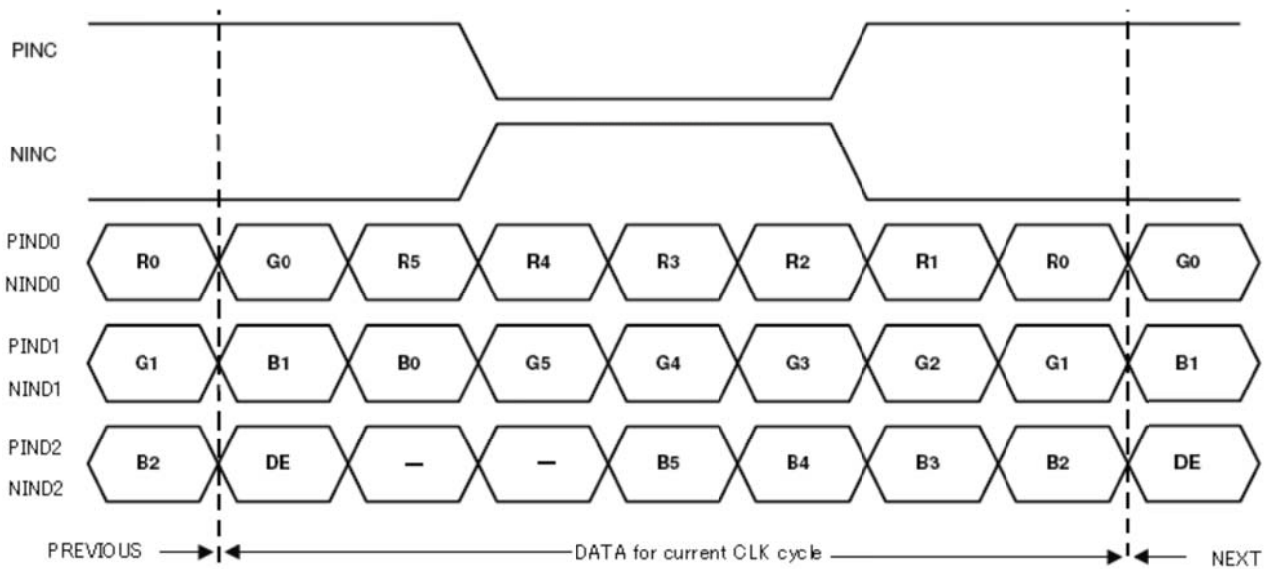 PINC
NINC
PIND0
R0 G0 R5 R4 R3 R2 R1 R0 G0
NIND0
PIND1
G1 B1 B0 G5 G4 G3 G2 G1 B1
NIND1
PIND2
B2 DE — — B5 B4 B3 B2 DE
NIND2
PREVIOUS DATA for current CLK cycle NEXT